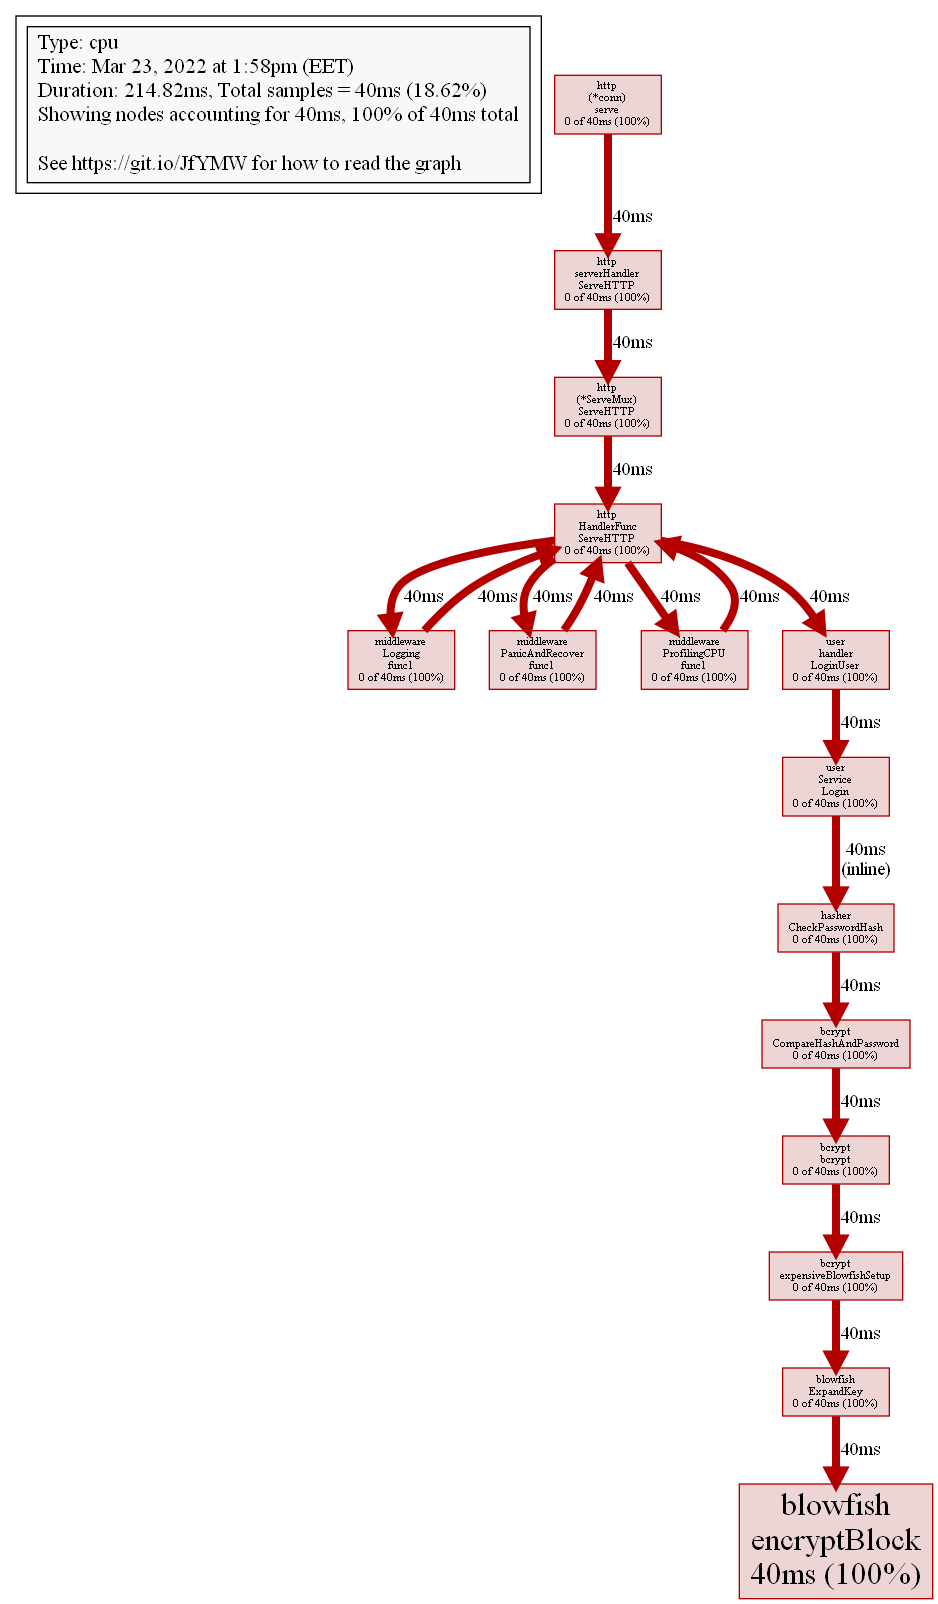 Type: cpu
Time: Mar 23, 2022 at 1:58pm (EET)
Duration: 214.82ms, Total samples = 40ms (18.62%)
Showing nodes accounting for 40ms, 100% of 40ms total
See https://git.io/JfYMW for how to read the graph
http
(*conn)
serve
0 of 40ms (100%)
40ms
http
serverHandler
ServeHTTP
0 of 40ms (100%)
40ms
http
(*ServeMux)
ServeHTTP
0 of 40ms (100%)
40ms
http
HandlerFunc
ServeHTTP
0 of 40ms (100%)
40ms
40ms
40ms
40ms
40ms
40ms
40ms
middleware
Logging
func1
0 of 40ms (100%)
middleware
PanicAndRecover
func1
0 of 40ms (100%)
middleware
ProfilingCPU
func1
0 of 40ms (100%)
user
handler
LoginUser
0 of 40ms (100%)
40ms
user
Service
Login
0 of 40ms (100%)
40ms
(inline)
hasher
CheckPasswordHash
0 of 40ms (100%)
40ms
bcrypt
CompareHashAndPassword
0 of 40ms (100%)
40ms
bcrypt
bcrypt
0 of 40ms (100%)
40ms
bcrypt
expensiveBlowfishSetup
0 of 40ms (100%)
40ms
blowfish
ExpandKey
0 of 40ms (100%)
40ms
blowfish
encryptBlock
40ms (100%)